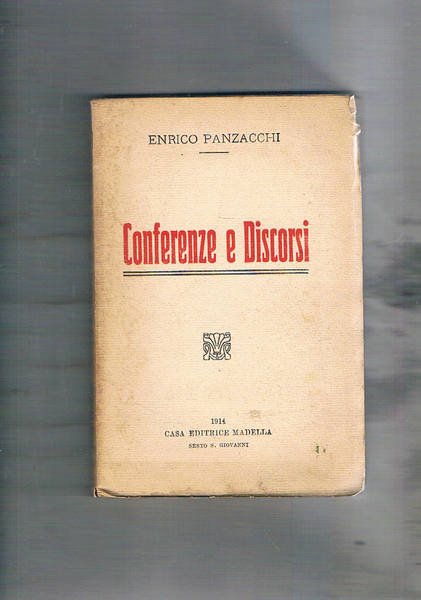 ENRICO PANZACCHI
Conferenze e Discorsi
1914
CASA EDITRICE MADELLA
SESTO S. GIOVANNI